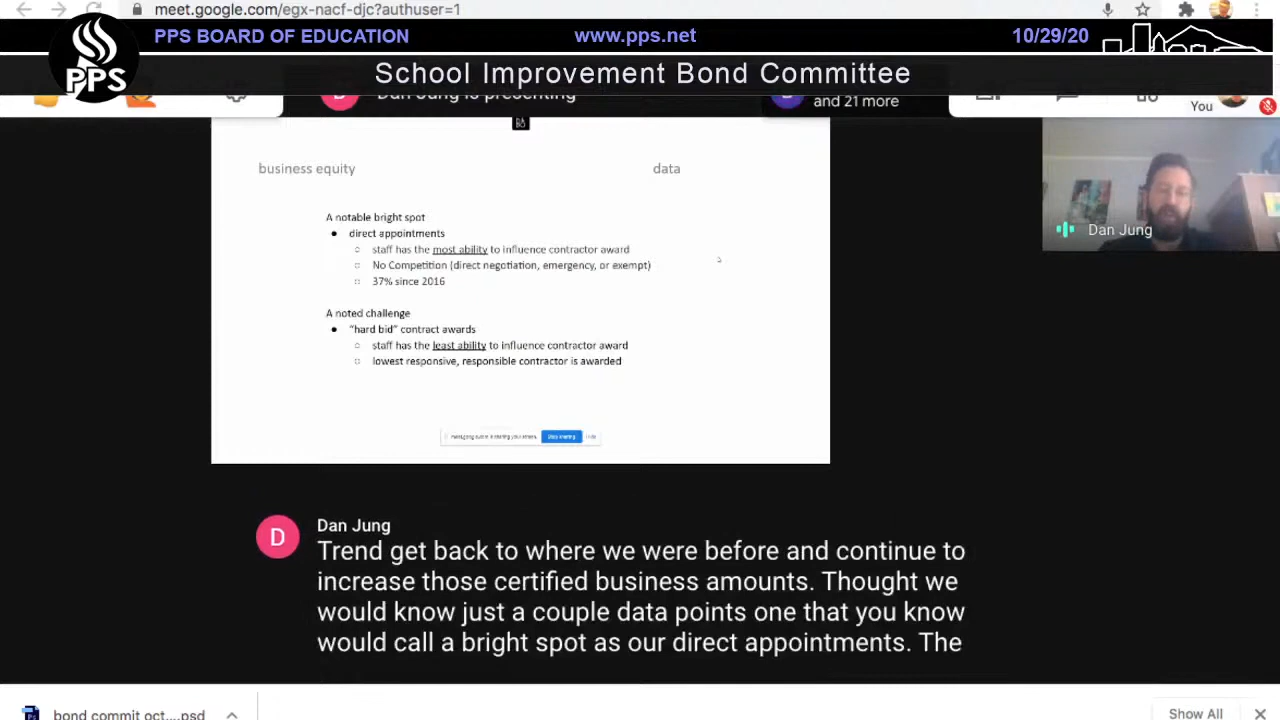 meet.google.com/egx-nacf-djc?authuser=1
PPS BOARD OF EDUCATION www.pps.net 10/29/20
PPS
School Improvement Bond Committee
D Dan Jung is presenting
and 21 more
You
business equity data
A notable bright spot
● direct appointments
○ staff has the most ability to influence contractor award
○ No Competition (direct negotiation, emergency, or exempt)
○ 37% since 2016
A noted challenge
● “hard bid” contract awards
○ staff has the least ability to influence contractor award
○ lowest responsive, responsible contractor is awarded
Stop sharing
Dan Jung
D
Dan Jung
Trend get back to where we were before and continue to
increase those certified business amounts. Thought we
would know just a couple data points one that you know
would call a bright spot as our direct appointments. The
bond commit oct....psd
Show All